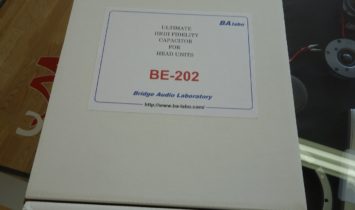 BA labo
ULTIMATE
HIGH FIDELITY
CAPACITOR
FOR
HEAD UNITS
BE-202
Bridge Audio Laboratory
http://www.ba-labo.com/